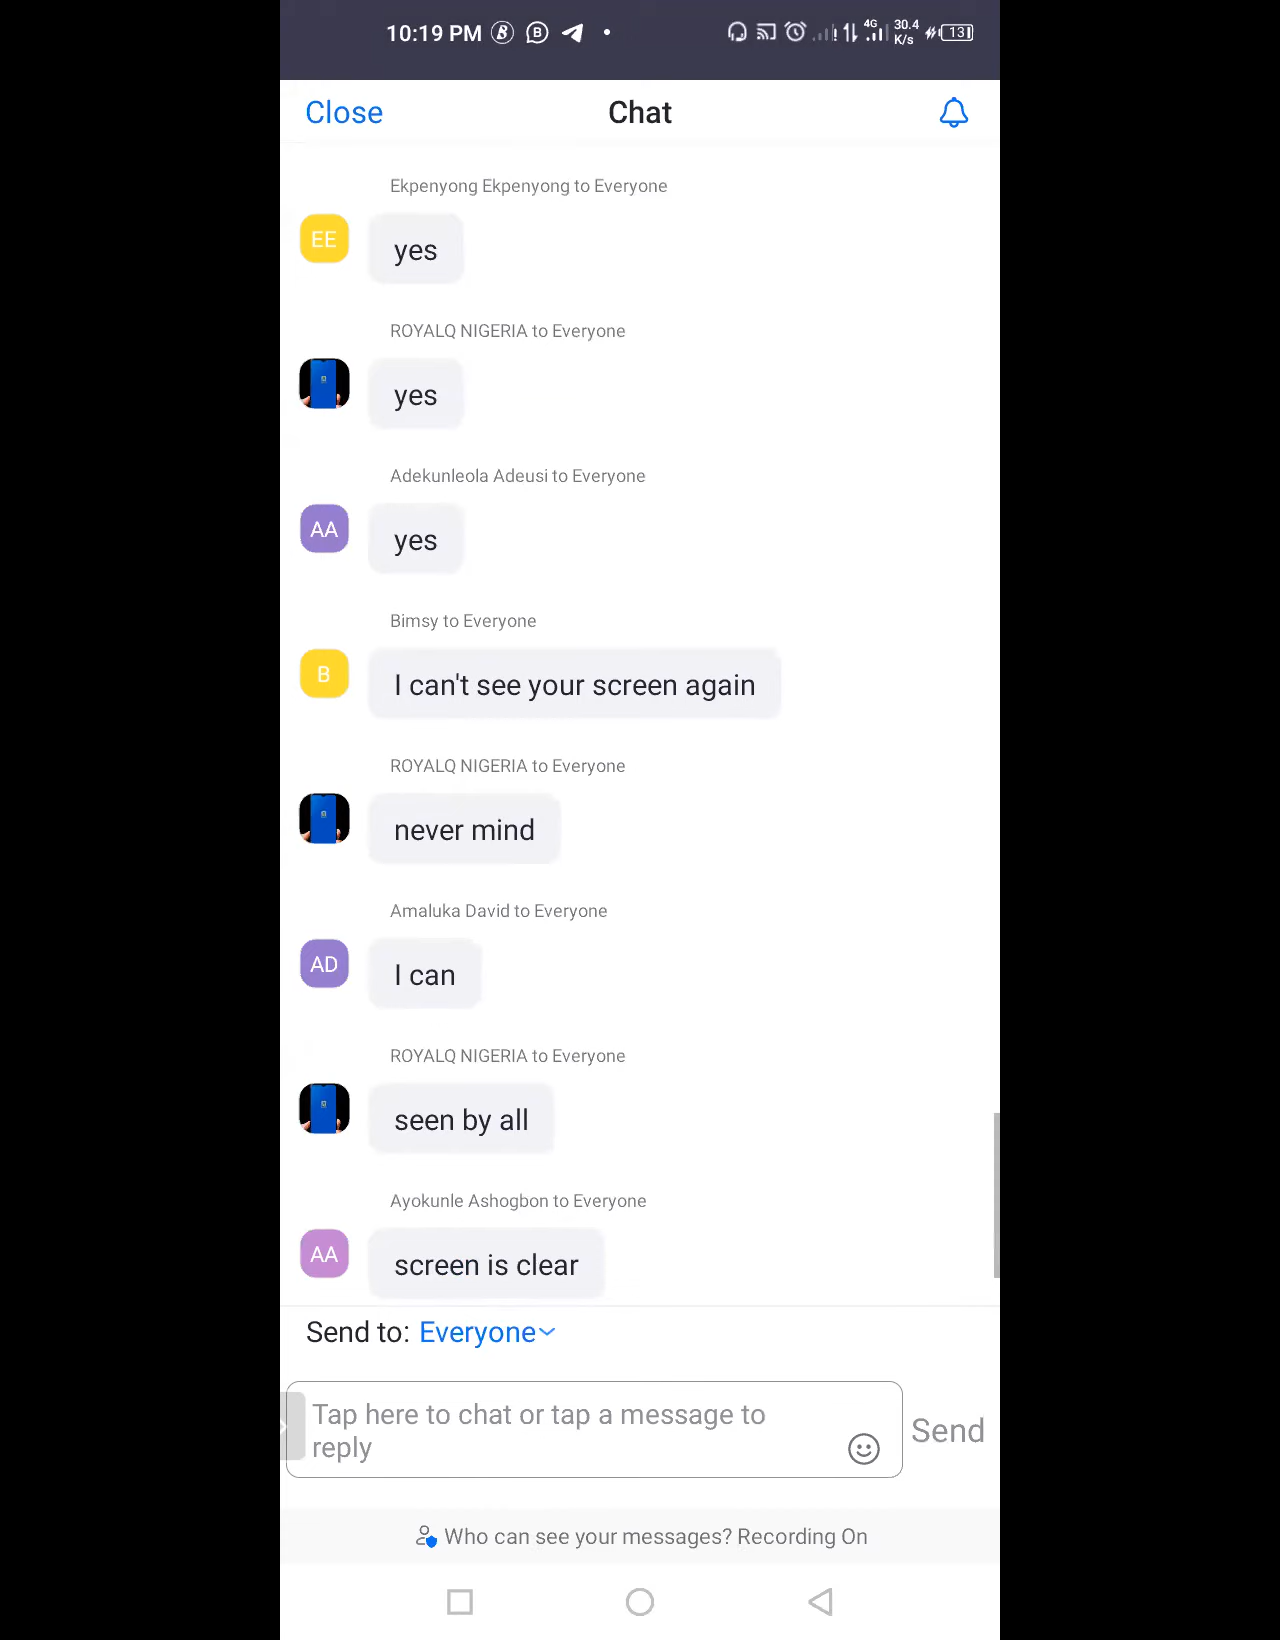 10:19 PM
4G
30.4
K/s
13
Close
Chat
Ekpenyong Ekpenyong to Everyone
EE
yes
ROYALQ NIGERIA to Everyone
yes
Adekunleola Adeusi to Everyone
AA
yes
Bimsy to Everyone
B
I can't see your screen again
ROYALQ NIGERIA to Everyone
never mind
Amaluka David to Everyone
AD
I can
ROYALQ NIGERIA to Everyone
seen by all
Ayokunle Ashogbon to Everyone
AA
screen is clear
Send to: Everyone
Tap here to chat or tap a message to
reply
Send
Who can see your messages? Recording On